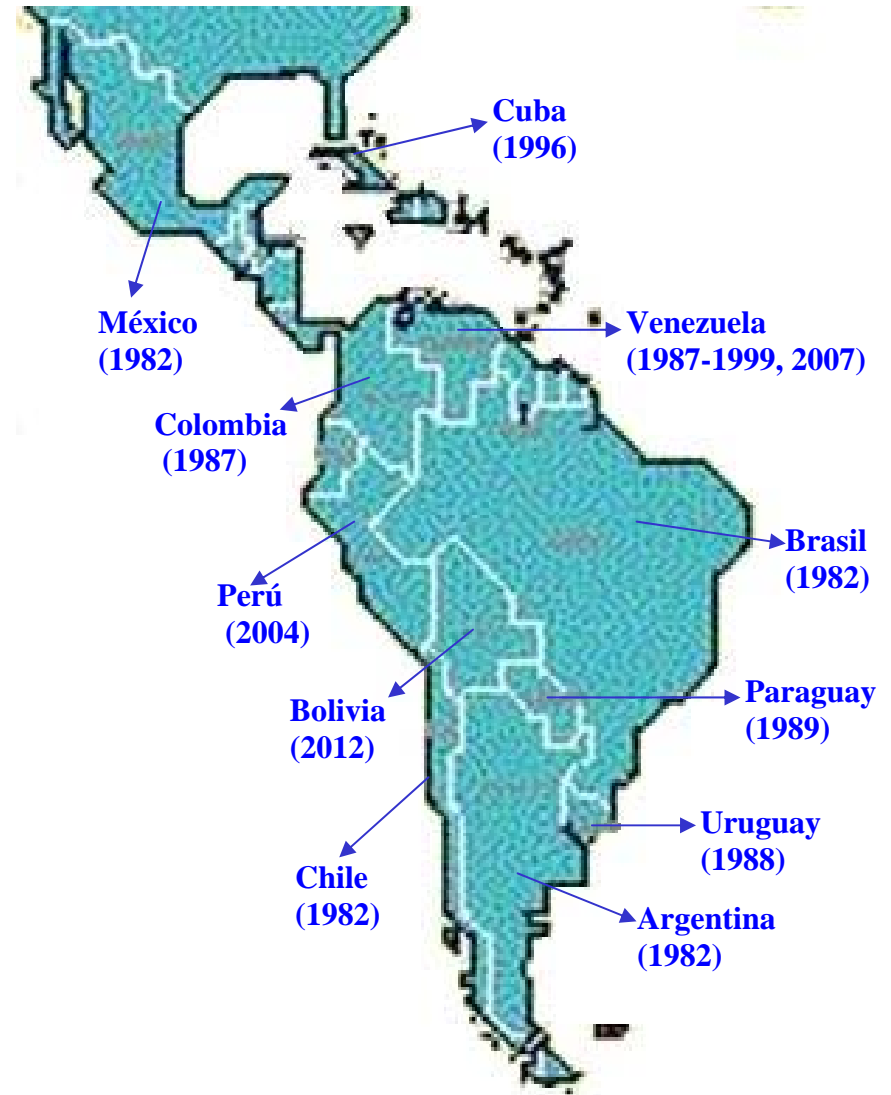 Cuba
(1996)
México
(1982)
Venezuela
(1987-1999, 2007)
Colombia
(1987)
Brasil
(1982)
Perú
(2004)
Bolivia
(2012)
Paraguay
(1989)
Uruguay
(1988)
Chile
(1982)
Argentina
(1982)